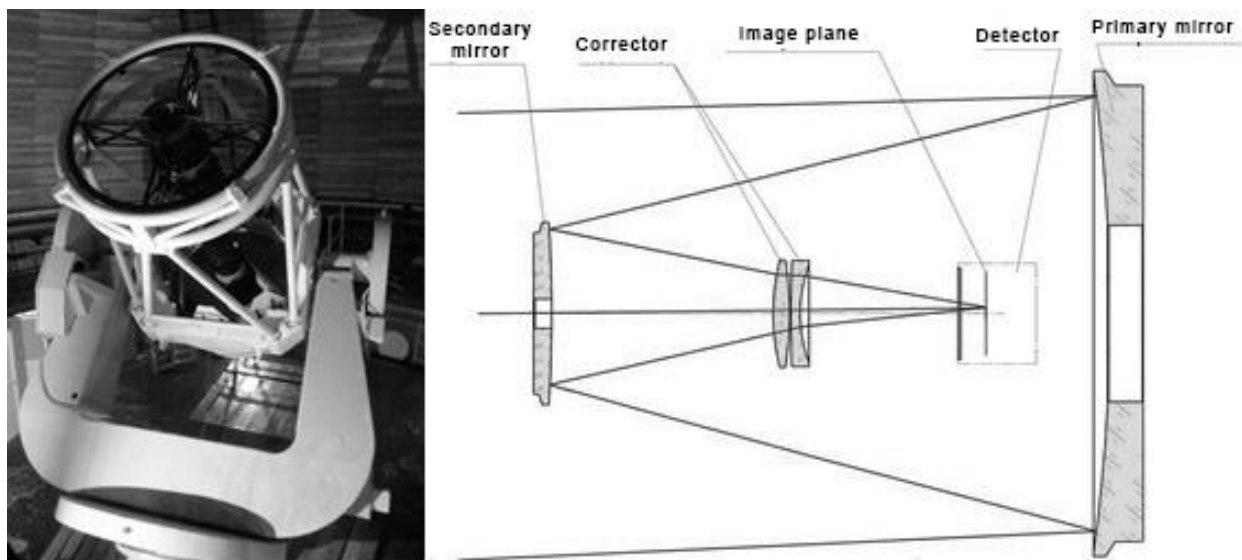 Secondary
mirror
Corrector
Image plane
Detector
Primary mirror